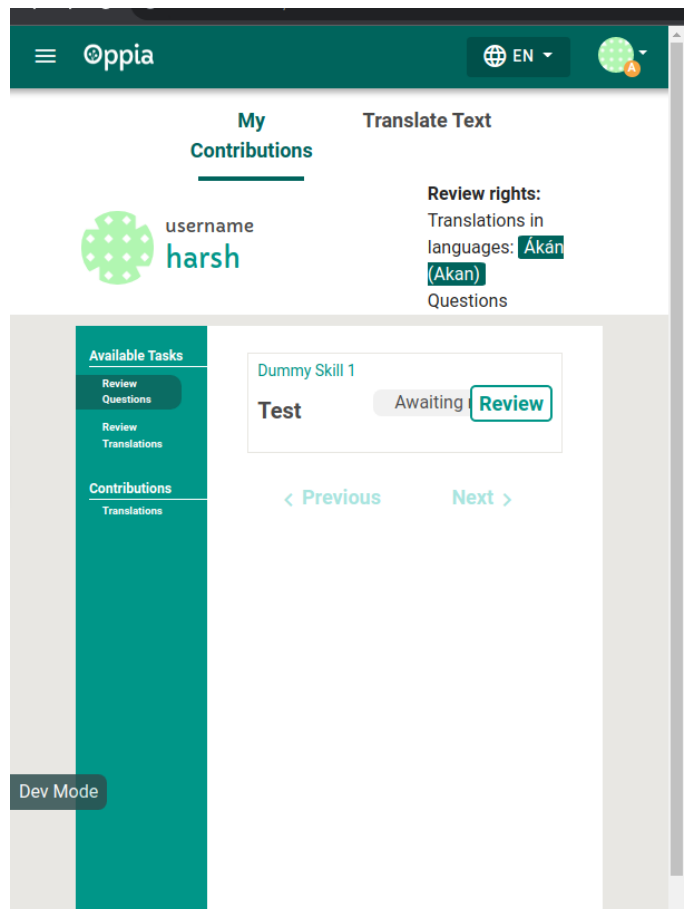 Oppia
EN
A
My
Contributions
Translate Text
username
harsh
Review rights:
Translations in
languages: Ákán
(Akan)
Questions
Available Tasks
Review
Questions
Review
Translations
Contributions
Translations
Dummy Skill 1
Test
Awaiting
Review
Previous
Next
Dev Mode